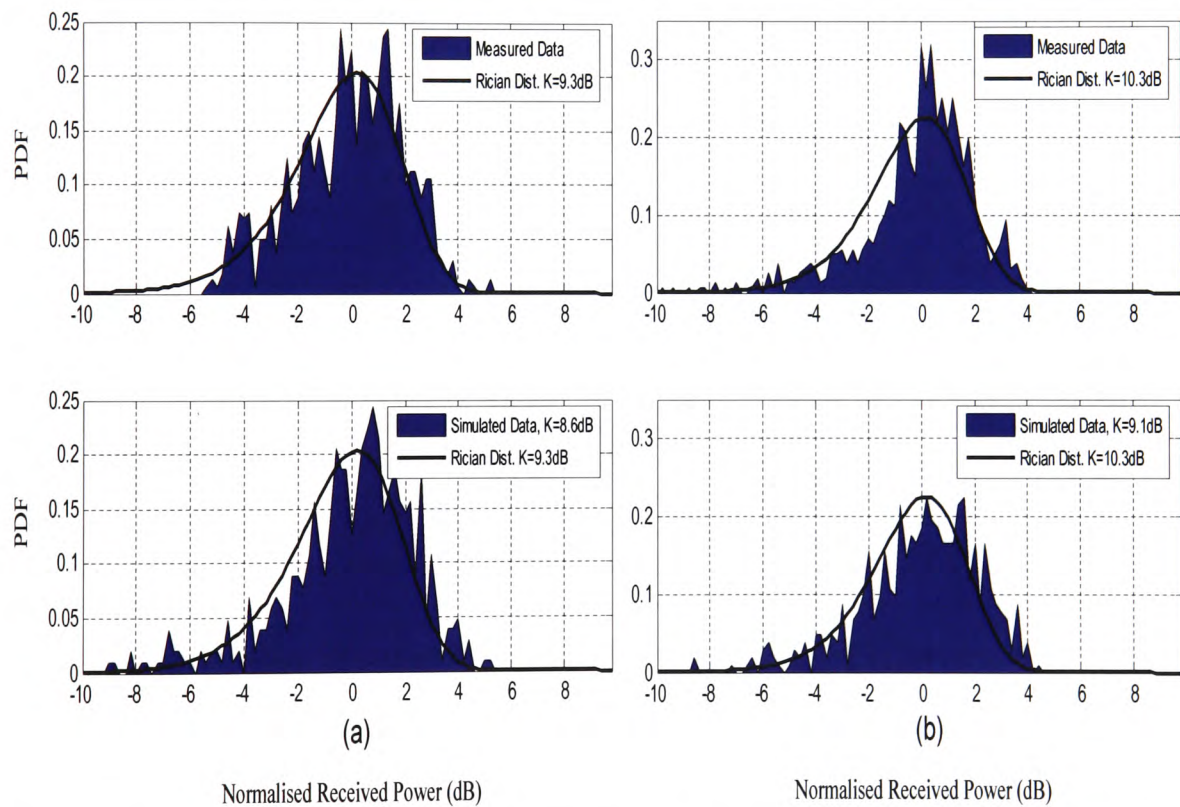 0.25
0.2
0.15
0.1
0.05
0
PDF
Measured Data
Rician Dist. K=9.3dB
-10 -8 -6 -4 -2 0 2 4 6 8
0.3
0.2
0.1
0
Measured Data
Rician Dist. K=10.3dB
-10 -8 -6 -4 -2 0 2 4 6 8
0.25
0.2
0.15
0.1
0.05
0
PDF
Simulated Data, K=8.6dB
Rician Dist. K=9.3dB
-10 -8 -6 -4 -2 0 2 4 6 8
(a)
Normalised Received Power (dB)
0.3
0.2
0.1
0
Simulated Data, K=9.1dB
Rician Dist. K=10.3dB
-10 -8 -6 -4 -2 0 2 4 6 8
(b)
Normalised Received Power (dB)